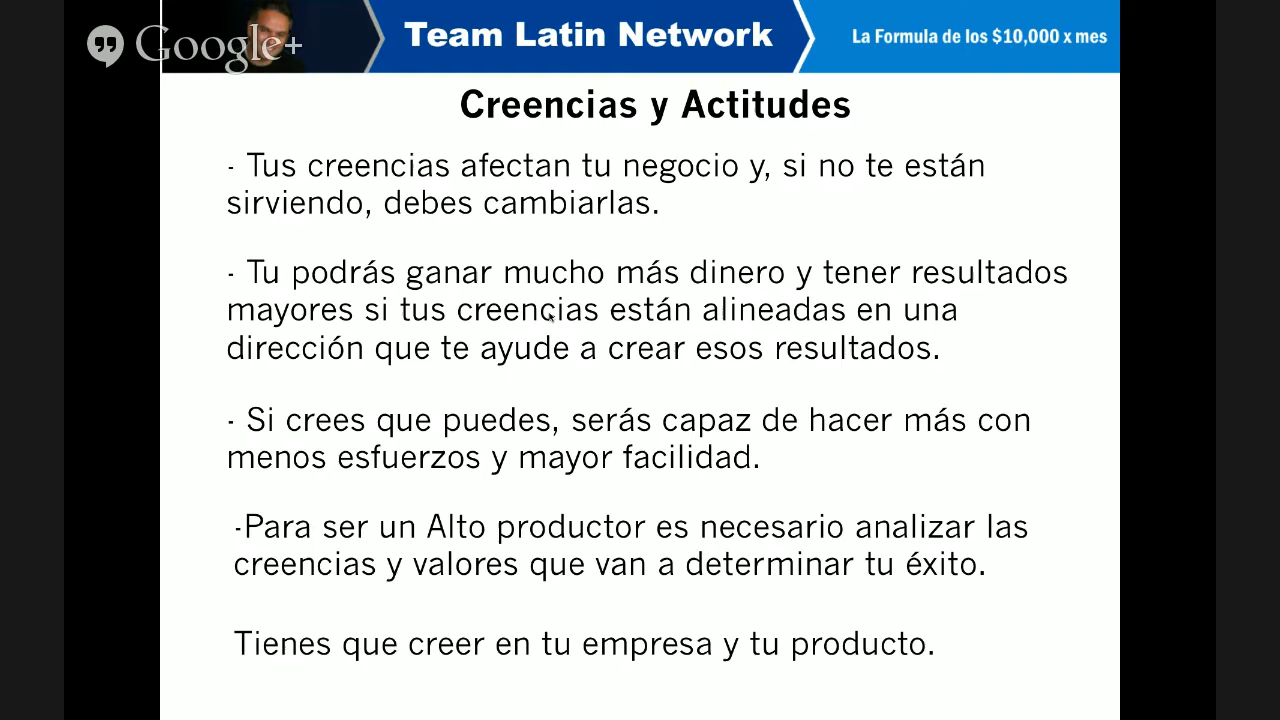 Google+
Team Latin Network
La Formula de los $10,000 x mes
Creencias y Actitudes
- Tus creencias afectan tu negocio y, si no te están
sirviendo, debes cambiarlas.
- Tu podrás ganar mucho más dinero y tener resultados
mayores si tus creencias están alineadas en una
dirección que te ayude a crear esos resultados.
- Si crees que puedes, serás capaz de hacer más con
menos esfuerzos y mayor facilidad.
-Para ser un Alto productor es necesario analizar las
creencias y valores que van a determinar tu éxito.
Tienes que creer en tu empresa y tu producto.